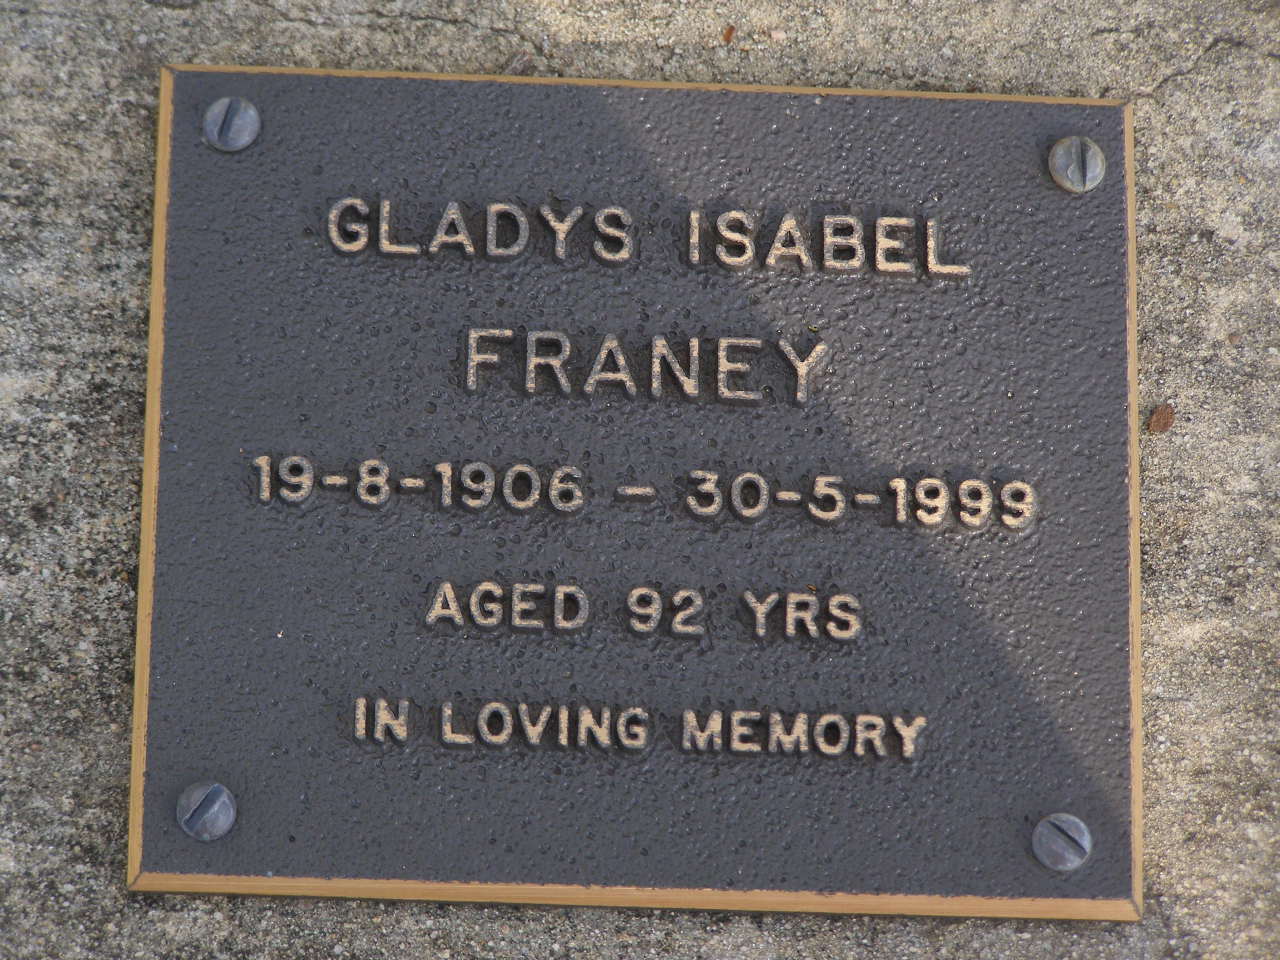 GLADYS ISABEL
FRANEY
19-8-1906 - 30-5-1999
AGED 92 YRS
IN LOVING MEMORY